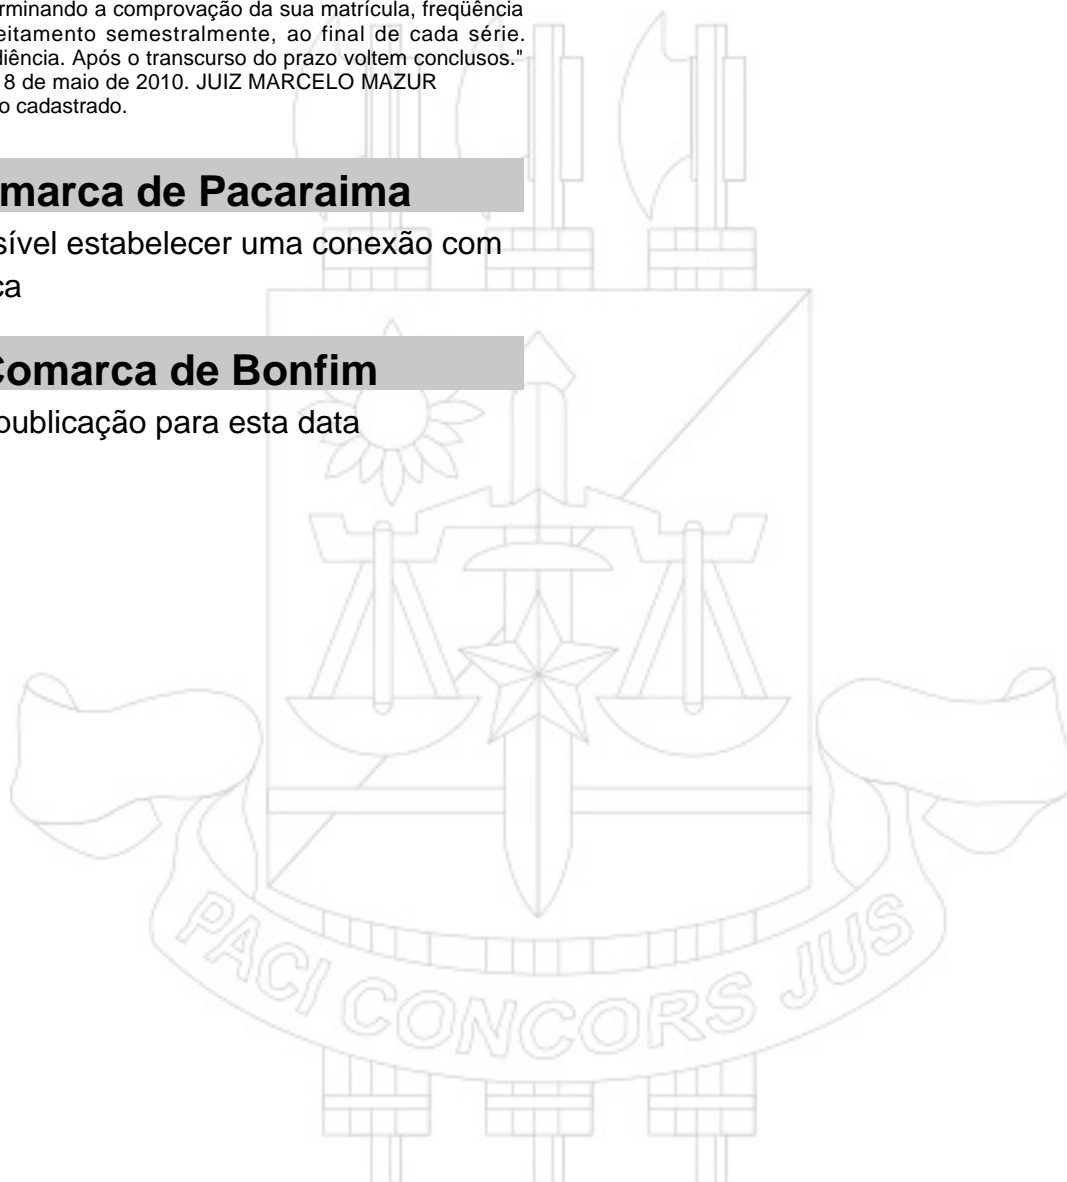 rminando a comprovação da sua matrícula, freqüência
eitamento semestralmente, ao final de cada série.
diência. Após o transcurso do prazo voltem conclusos."
8 de maio de 2010. JUIZ MARCELO MAZUR
o cadastrado.
marca de Pacaraima
sível estabelecer uma conexão com
ca
Comarca de Bonfim
publicação para esta data
PACI CONCORS JUS